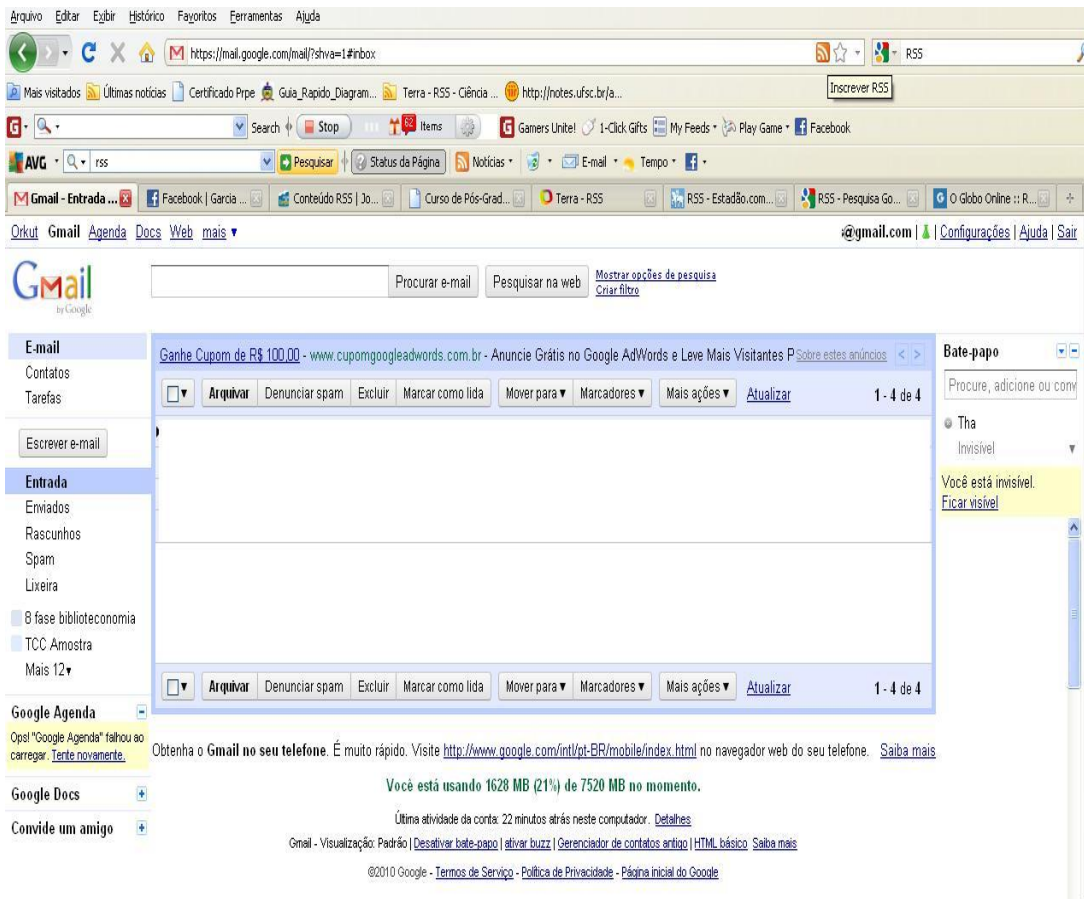 Arquivo Editar Exibir Histórico Favoritos Ferramentas Ajuda
https://mail.google.com/mail/?shva=1#inbox RSS
Inscrever RSS
Mais visitados Últimas notícias Certificado Prpe Guia_Rapido_Diagram... Terra - RSS - Ciência ... http://notes.ufsc.br/a...
Search Stop 62 Items Gamers Unite! 1-Click Gifts My Feeds Play Game Facebook
AVG rss Pesquisar Status da Página Notícias E-mail Tempo
Gmail - Entrada ... Facebook | Garcia ... Conteúdo RSS | Jo... Curso de Pós-Grad... Terra - RSS RSS - Estadão.com... RSS - Pesquisa Go... O Globo Online :: R...
Orkut Gmail Agenda Docs Web mais @gmail.com | Configurações | Ajuda | Sair
Gmail by Google
Procurar e-mail Pesquisar na web Mostrar opções de pesquisa
Criar filtro
E-mail
Contatos
Tarefas
Escrever e-mail
Entrada
Enviados
Rascunhos
Spam
Lixeira
8 fase biblioteconomia
TCC Amostra
Mais 12
Google Agenda
Ops! "Google Agenda" falhou ao
carregar. Tente novamente.
Google Docs
Convide um amigo
Ganhe Cupom de R$ 100,00 - www.cupomgoogleadwords.com.br - Anuncie Grátis no Google AdWords e Leve Mais Visitantes P Sobre estes anúncios < >
Arquivar Denunciar spam Excluir Marcar como lida Mover para Marcadores Mais ações Atualizar 1 - 4 de 4
Arquivar Denunciar spam Excluir Marcar como lida Mover para Marcadores Mais ações Atualizar 1 - 4 de 4
Bate-papo
Procure, adicione ou conv
Tha
Invisível
Você está invisível.
Ficar visível
Obtenha o Gmail no seu telefone. É muito rápido. Visite http://www.google.com/intl/pt-BR/mobile/index.html no navegador web do seu telefone. Saiba mais
Você está usando 1628 MB (21%) de 7520 MB no momento.
Última atividade da conta: 22 minutos atrás neste computador. Detalhes
Gmail - Visualização: Padrão | Desativar bate-papo | ativar buzz | Gerenciador de contatos antigo | HTML básico Saiba mais
©2010 Google - Termos de Serviço - Política de Privacidade - Página inicial do Google